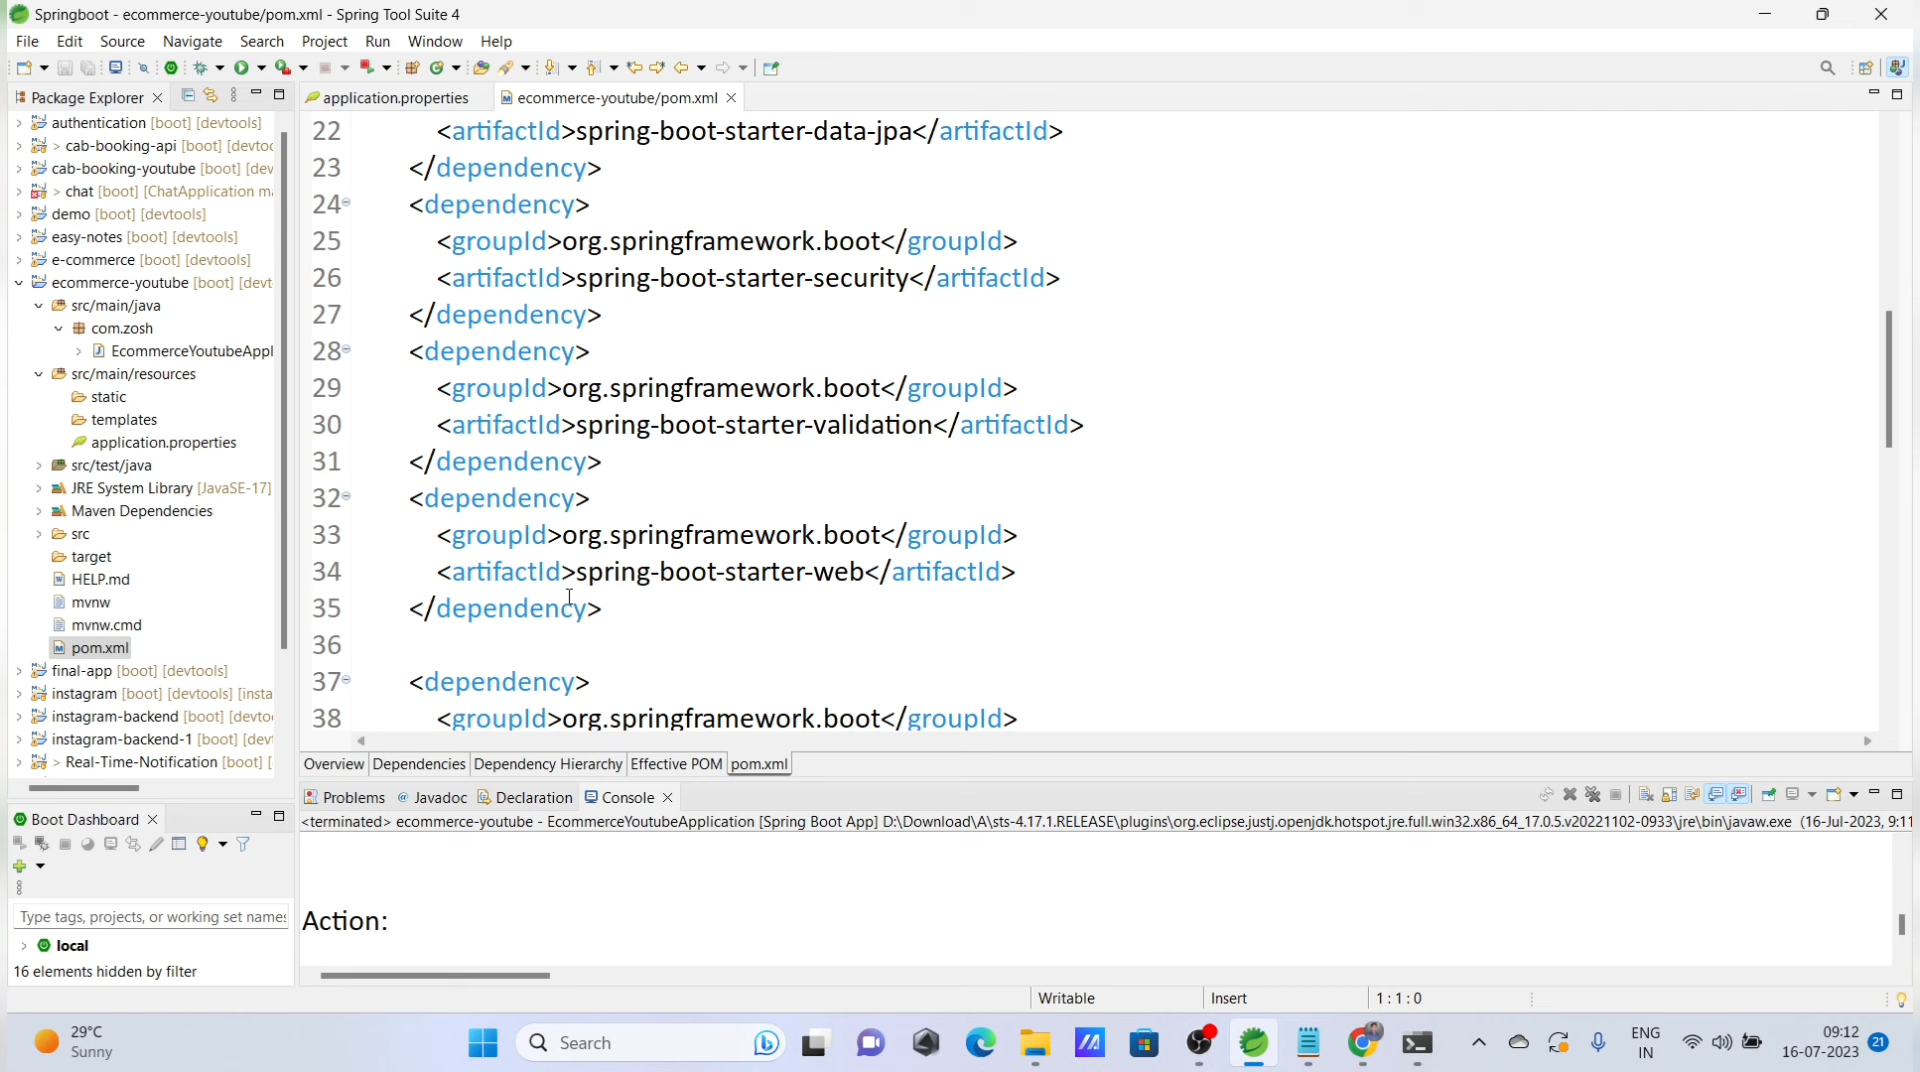 Springboot - ecommerce-youtube/pom.xml - Spring Tool Suite 4
File Edit Source Navigate Search Project Run Window Help
Package Explorer
authentication [boot] [devtools]
> cab-booking-api [boot] [devtoo
cab-booking-youtube [boot] [dev
> chat [boot] [ChatApplication ma
demo [boot] [devtools]
easy-notes [boot] [devtools]
e-commerce [boot] [devtools]
ecommerce-youtube [boot] [devt
src/main/java
com.zosh
EcommerceYoutubeAppl
src/main/resources
static
templates
application.properties
src/test/java
JRE System Library [JavaSE-17]
Maven Dependencies
src
target
HELP.md
mvnw
mvnw.cmd
pom.xml
final-app [boot] [devtools]
instagram [boot] [devtools] [insta
instagram-backend [boot] [devto
instagram-backend-1 [boot] [dev
> Real-Time-Notification [boot] [
Boot Dashboard
Type tags, projects, or working set names
local
16 elements hidden by filter
application.properties ecommerce-youtube/pom.xml
22 <artifactId>spring-boot-starter-data-jpa</artifactId>
23 </dependency>
24 <dependency>
25 <groupId>org.springframework.boot</groupId>
26 <artifactId>spring-boot-starter-security</artifactId>
27 </dependency>
28 <dependency>
29 <groupId>org.springframework.boot</groupId>
30 <artifactId>spring-boot-starter-validation</artifactId>
31 </dependency>
32 <dependency>
33 <groupId>org.springframework.boot</groupId>
34 <artifactId>spring-boot-starter-web</artifactId>
35 </dependency>
36
37 <dependency>
38 <groupId>org.springframework.boot</groupId>
Overview Dependencies Dependency Hierarchy Effective POM pom.xml
Problems Javadoc Declaration Console
<terminated> ecommerce-youtube - EcommerceYoutubeApplication [Spring Boot App] D:\Download\A\sts-4.17.1.RELEASE\plugins\org.eclipse.justj.openjdk.hotspot.jre.full.win32.x86_64_17.0.5.v20221102-0933\jre\bin\javaw.exe (16-Jul-2023, 9:11
Action:
Writable Insert 1 : 1 : 0
29°C
Sunny
Search
ENG
IN
09:12
16-07-2023
21